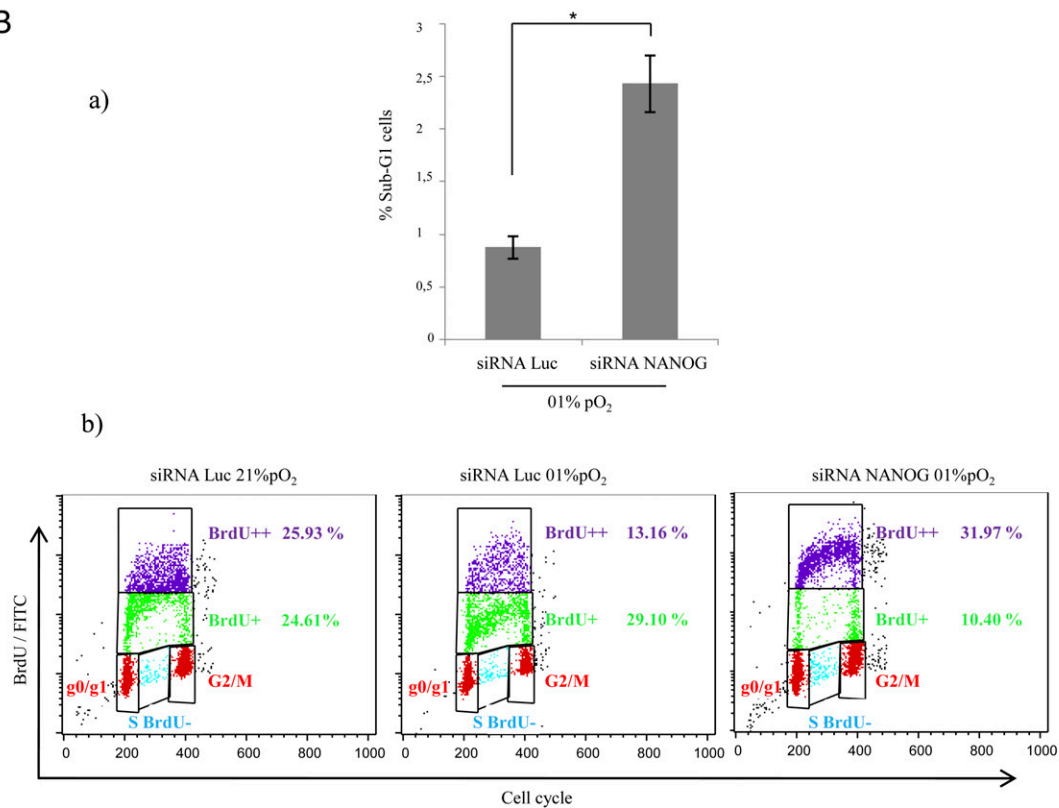 B
a)
*
% Sub-G1 cells
3
2,5
2
1,5
1
0,5
0
siRNA Luc siRNA NANOG
01% pO₂
b)
siRNA Luc 21%pO₂
siRNA Luc 01%pO₂
siRNA NANOG 01%pO₂
BrdU / FITC
BrdU++ 25.93 %
BrdU+ 24.61%
g0/g1
G2/M
S BrdU-
0 200 400 600 800 1000
BrdU++ 13.16 %
BrdU+ 29.10 %
g0/g1
G2/M
S BrdU-
0 200 400 600 800 1000
BrdU++ 31.97 %
BrdU+ 10.40 %
g0/g1
G2/M
S BrdU-
0 200 400 600 800 1000
Cell cycle